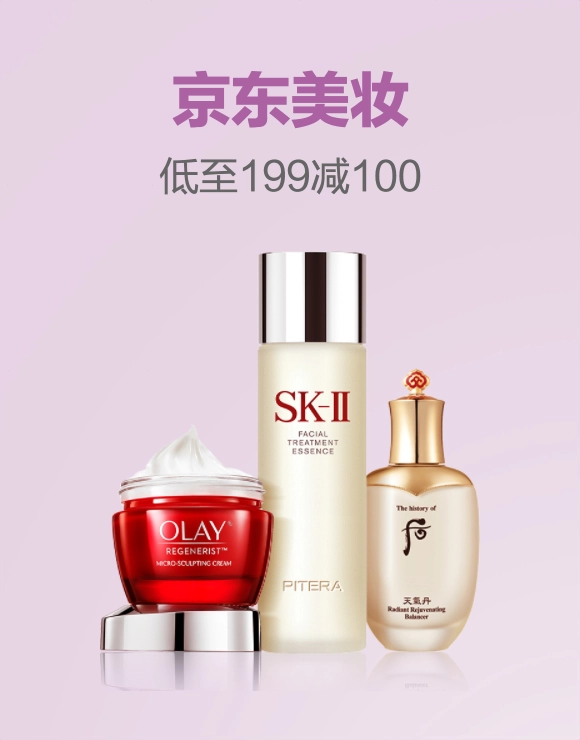 京东美妆
低至199减100
SK-II
FACIAL
TREATMENT
ESSENCE
PITERA
OLAY®
REGENERIST™
MICRO-SCULPTING CREAM
The history of
后
天氣丹
Radiant Rejuvenating
Balancer